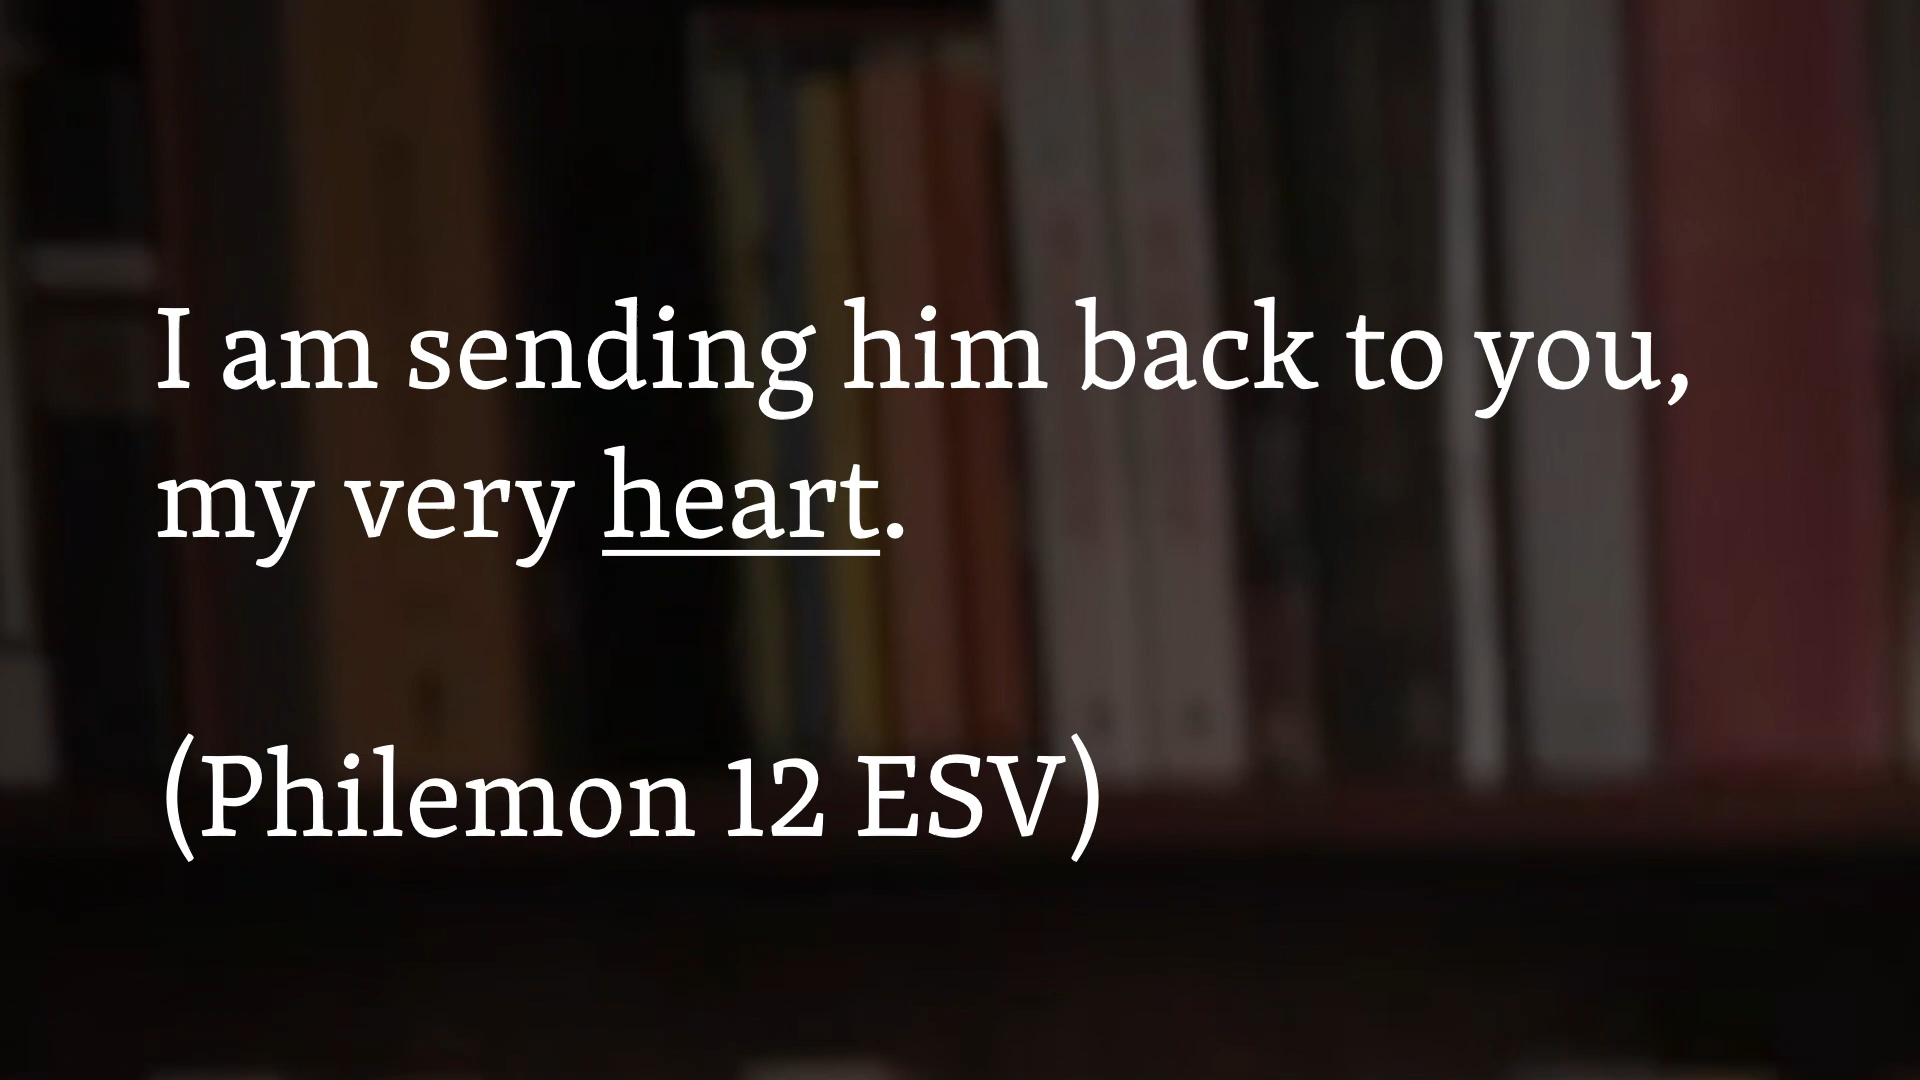 I am sending him back to you,
my very heart.
(Philemon 12 ESV)